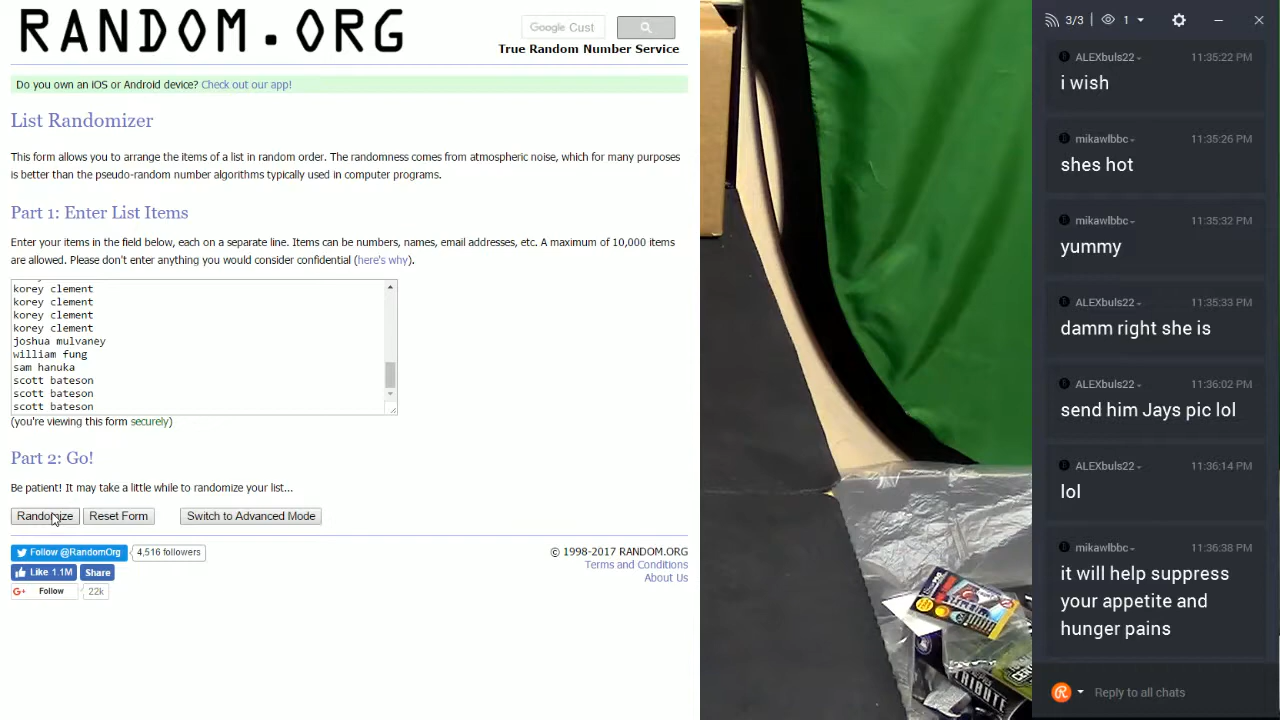 RANDOM.ORG
Google Cust
True Random Number Service
Do you own an iOS or Android device? Check out our app!
List Randomizer
This form allows you to arrange the items of a list in random order. The randomness comes from atmospheric noise, which for many purposes
is better than the pseudo-random number algorithms typically used in computer programs.
Part 1: Enter List Items
Enter your items in the field below, each on a separate line. Items can be numbers, names, email addresses, etc. A maximum of 10,000 items
are allowed. Please don't enter anything you would consider confidential (here's why).
korey clement
korey clement
korey clement
korey clement
joshua mulvaney
william fung
sam hanuka
scott bateson
scott bateson
scott bateson
(you're viewing this form securely)
Part 2: Go!
Be patient! It may take a little while to randomize your list...
Randomize Reset Form Switch to Advanced Mode
Follow @RandomOrg 4,516 followers
Like 1.1M Share
G+ Follow 22k
© 1998-2017 RANDOM.ORG
Terms and Conditions
About Us
TRIBUTE
3/3 1
ALEXbuls22 11:35:22 PM
i wish
mikawlbbc 11:35:26 PM
shes hot
mikawlbbc 11:35:32 PM
yummy
ALEXbuls22 11:35:33 PM
damm right she is
ALEXbuls22 11:36:02 PM
send him Jays pic lol
ALEXbuls22 11:36:14 PM
lol
mikawlbbc 11:36:38 PM
it will help suppress
your appetite and
hunger pains
Reply to all chats